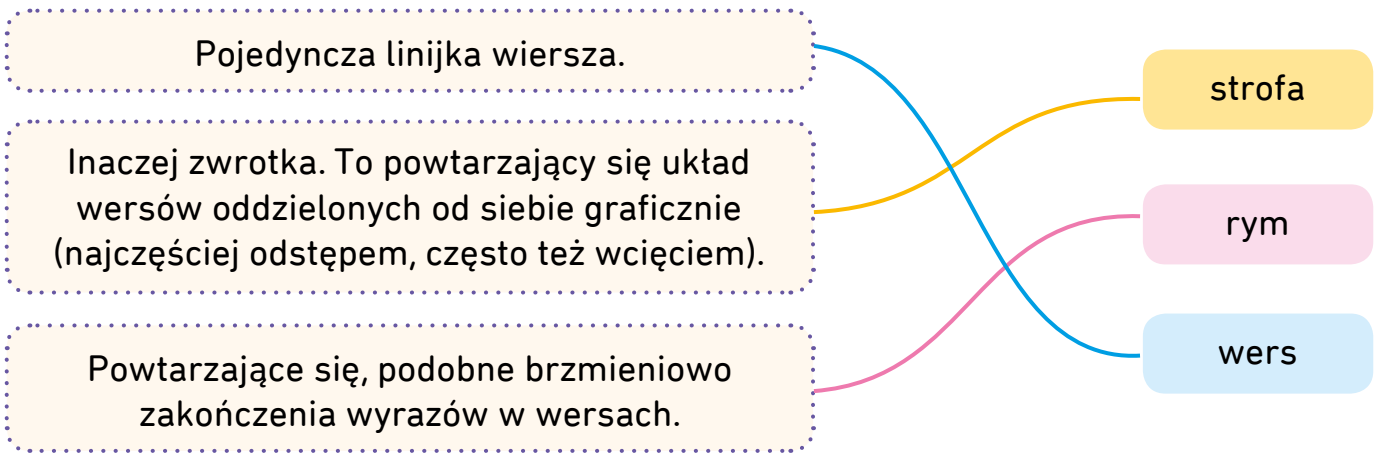 Pojedyncza linijka wiersza.
Inaczej zwrotka. To powtarzający się układ
wersów oddzielonych od siebie graficznie
(najczęściej odstępem, często też wcięciem).
Powtarzające się, podobne brzmieniowo
zakończenia wyrazów w wersach.
strofa
rym
wers